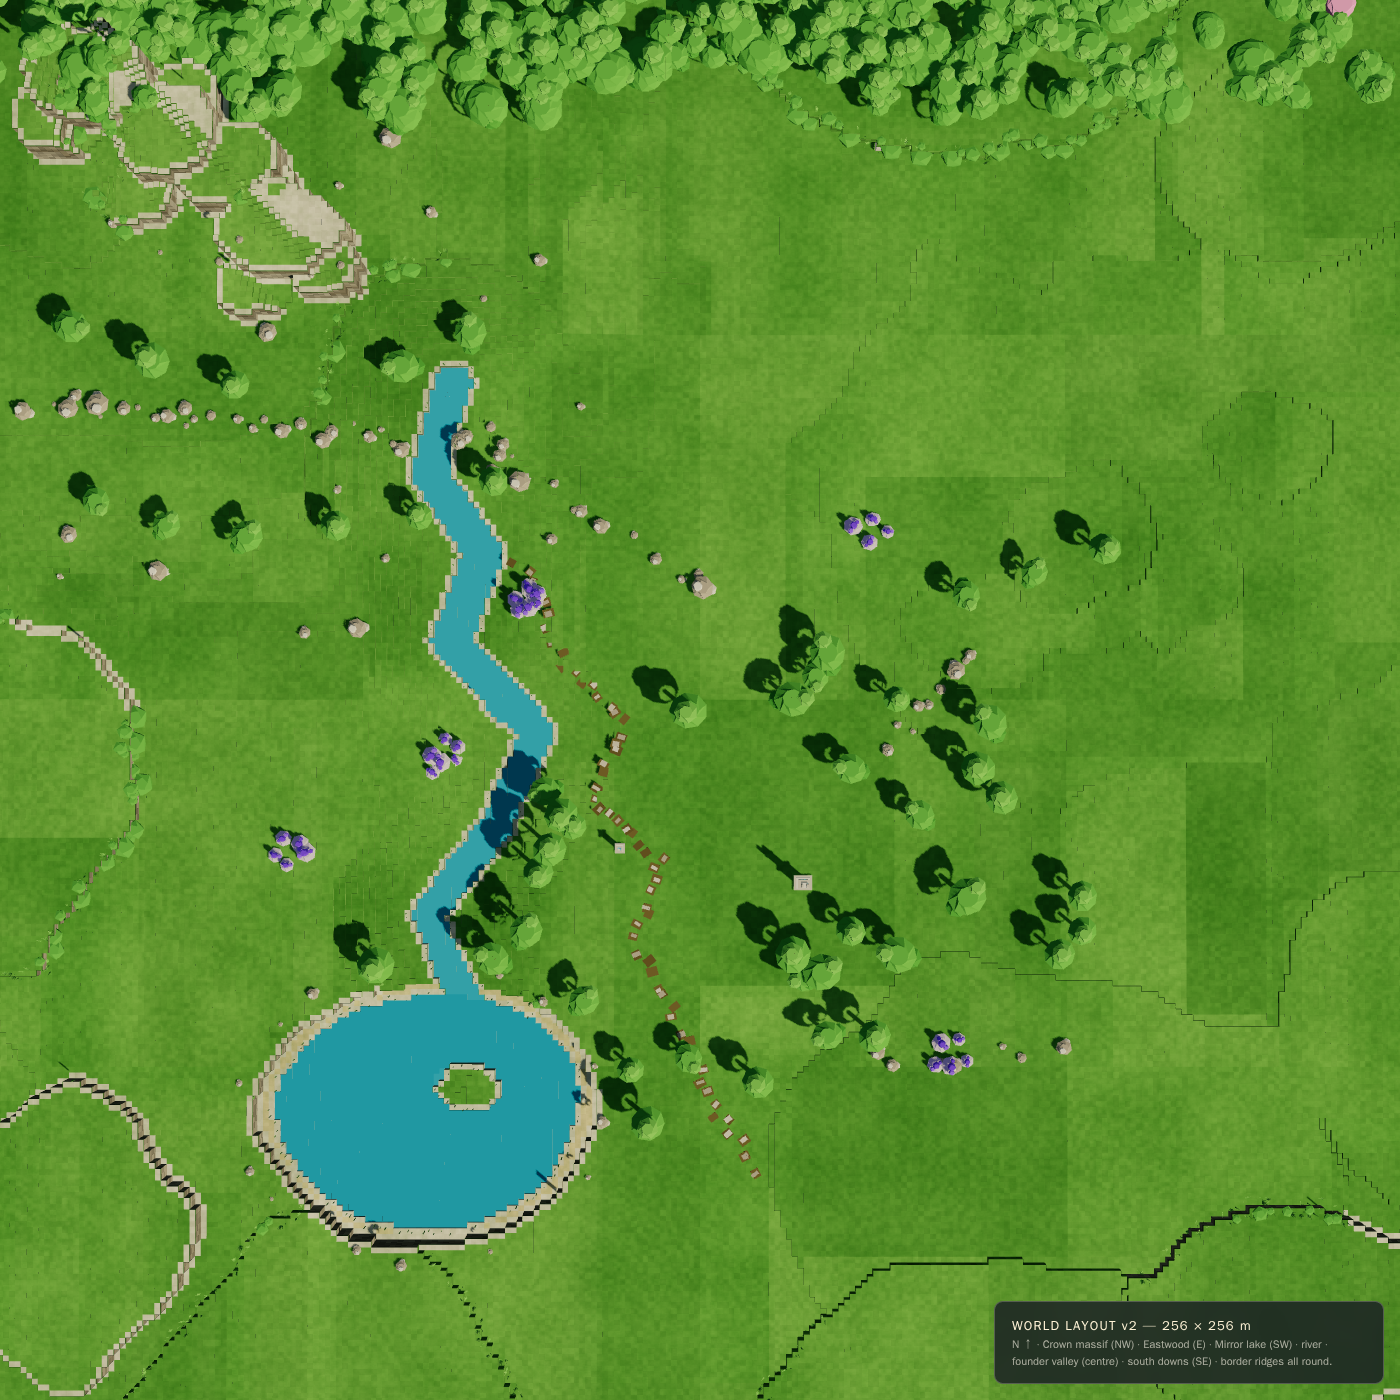 WORLD LAYOUT v2 — 256 × 256 m
N ↑ · Crown massif (NW) · Eastwood (E) · Mirror lake (SW) · river ·
founder valley (centre) · south downs (SE) · border ridges all round.